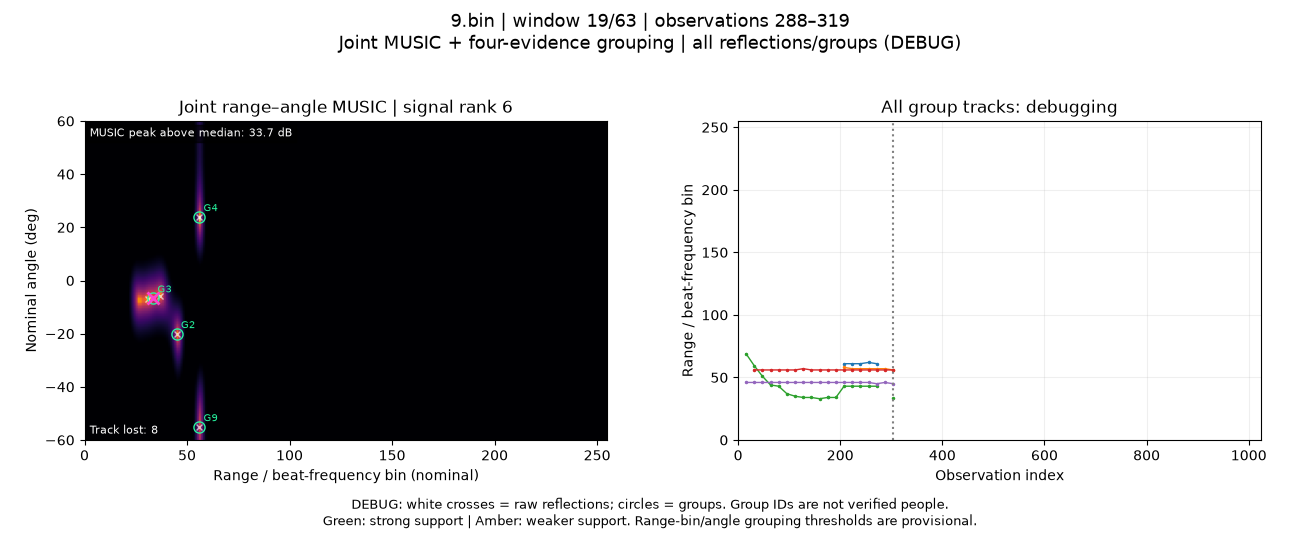 9.bin | window 19/63 | observations 288–319
Joint MUSIC + four-evidence grouping | all reflections/groups (DEBUG)
Joint range–angle MUSIC | signal rank 6
MUSIC peak above median: 33.7 dB
60
40
20
0
−20
−40
−60
Nominal angle (deg)
G4
G3
G2
G9
Track lost: 8
0
50
100
150
200
250
Range / beat-frequency bin (nominal)
All group tracks: debugging
250
200
150
100
50
0
Range / beat-frequency bin
0
200
400
600
800
1000
Observation index
DEBUG: white crosses = raw reflections; circles = groups. Group IDs are not verified people.
Green: strong support | Amber: weaker support. Range-bin/angle grouping thresholds are provisional.